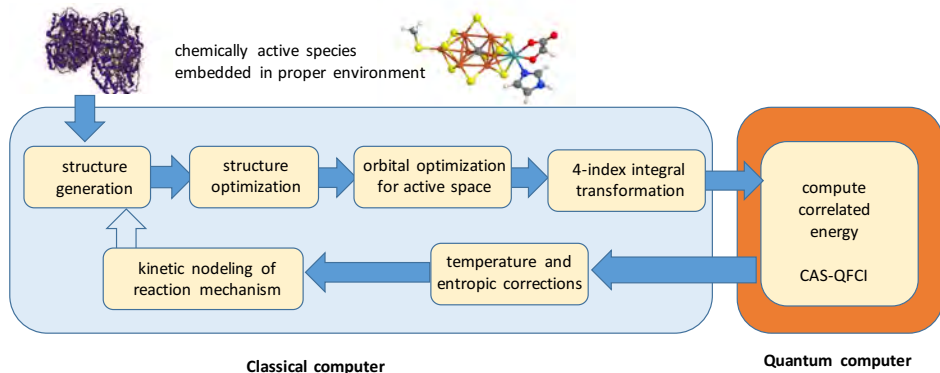 chemically active species
embedded in proper environment
structure
generation
structure
optimization
orbital optimization
for active space
4-index integral
transformation
compute
correlated
energy
CAS-QFCI
kinetic nodeling of
reaction mechanism
temperature and
entropic corrections
Classical computer
Quantum computer